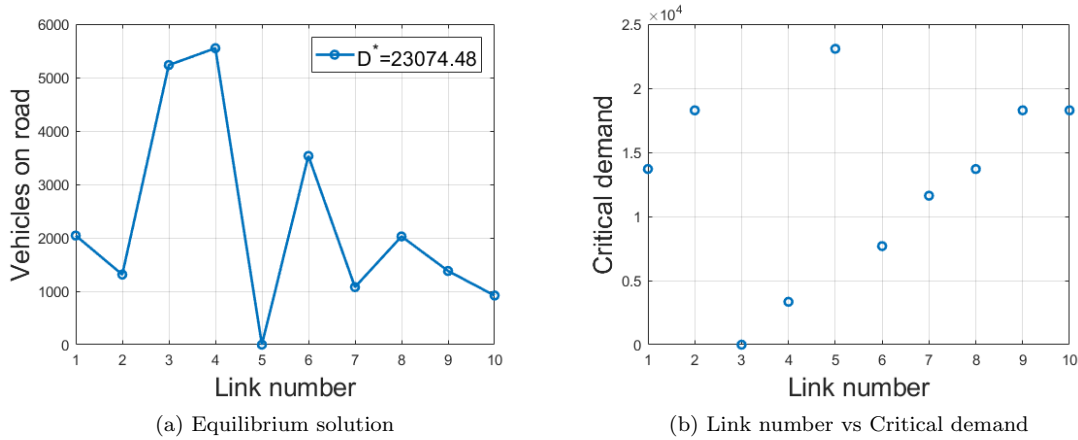 6000
5000
4000
3000
2000
1000
0
Vehicles on road
D*=23074.48
1 2 3 4 5 6 7 8 9 10
Link number
(a) Equilibrium solution
×10⁴
2.5
2
1.5
1
0.5
0
Critical demand
1 2 3 4 5 6 7 8 9 10
Link number
(b) Link number vs Critical demand